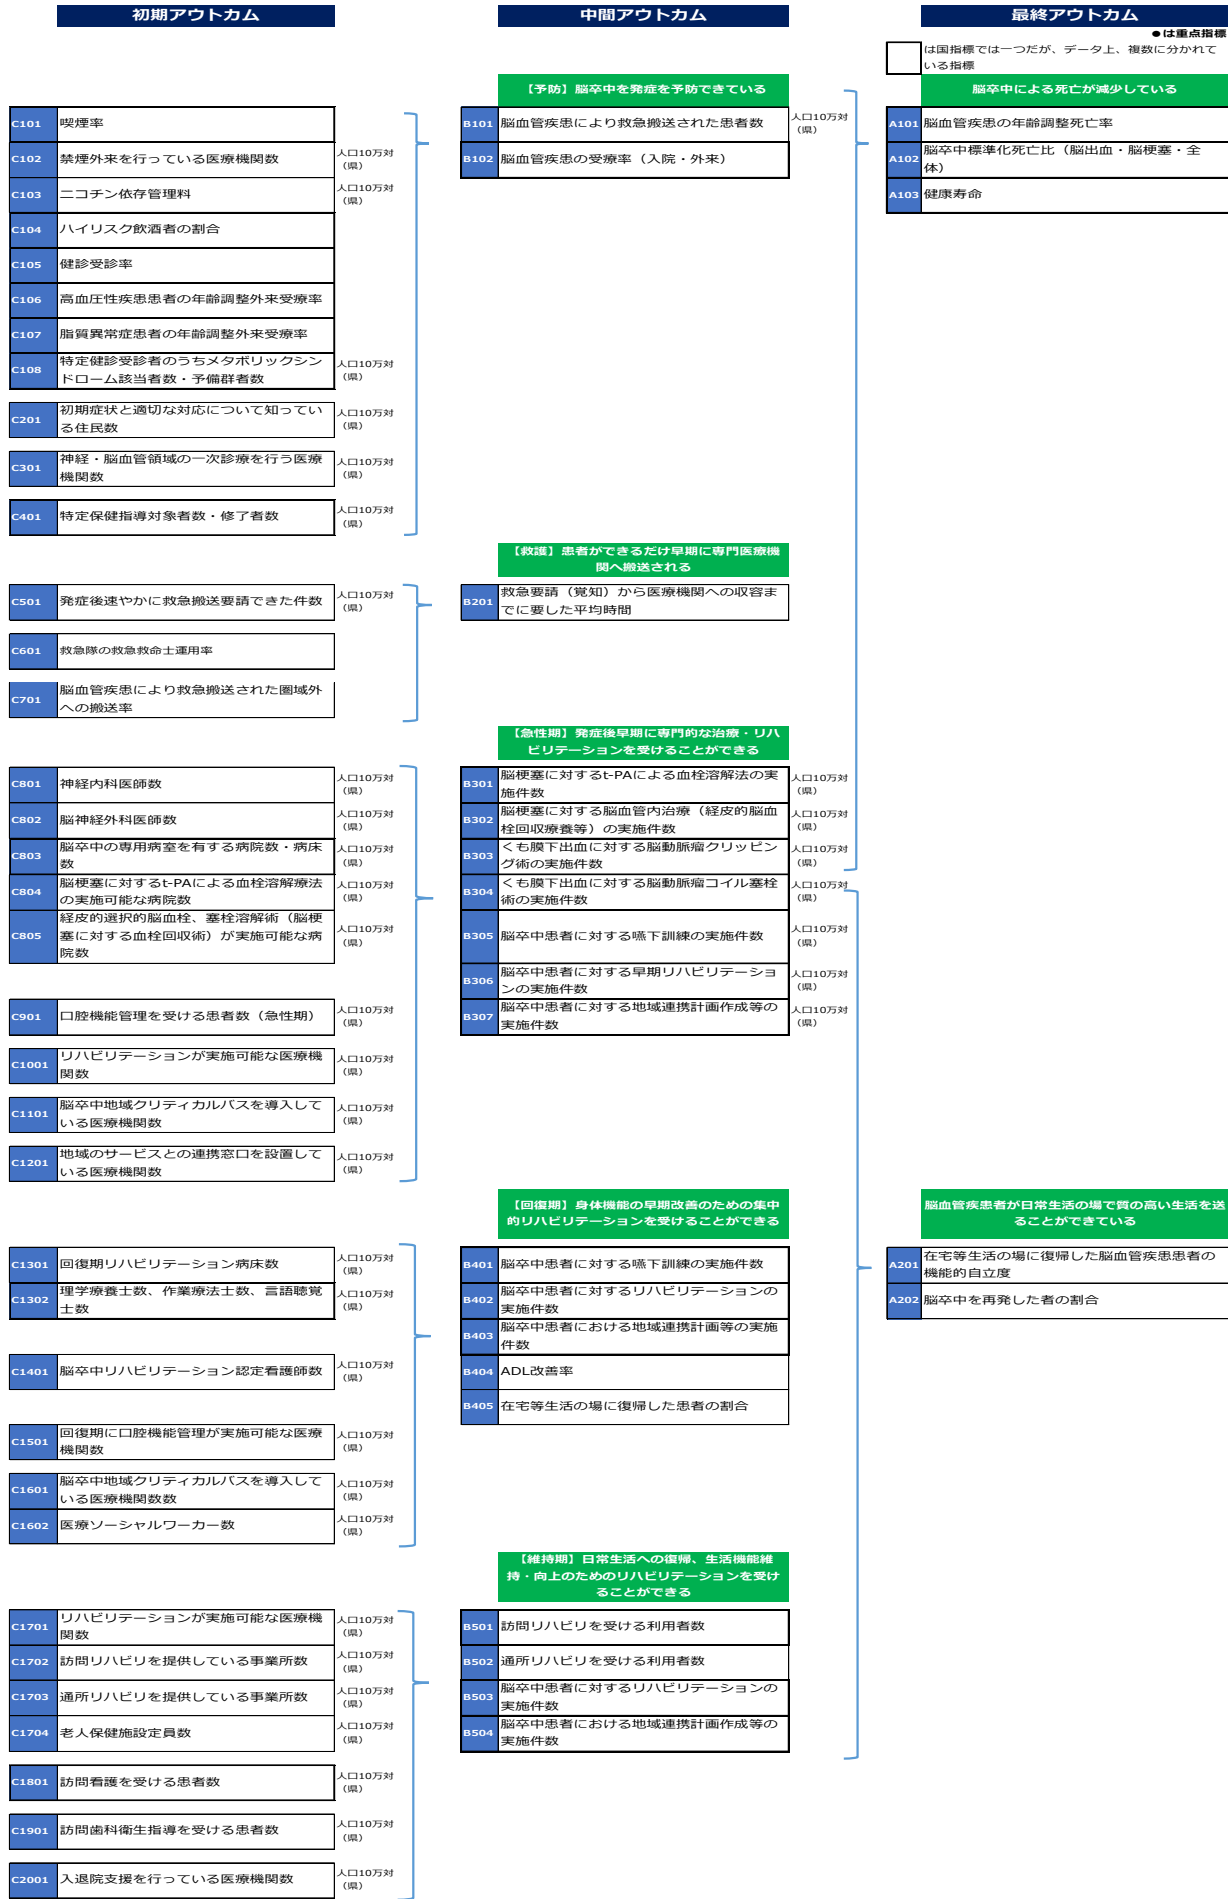 初期アウトカム
中間アウトカム
最終アウトカム
●は重点指標
は国指標では一つだが、データ上、複数に分かれて
いる指標
【予防】脳卒中を発症を予防できている
脳卒中による死亡が減少している
C101 喫煙率
C102 禁煙外来を行っている医療機関数 人口10万対
（県）
C103 ニコチン依存管理料 人口10万対
（県）
C104 ハイリスク飲酒者の割合
C105 健診受診率
C106 高血圧性疾患患者の年齢調整外来受療率
C107 脂質異常症患者の年齢調整外来受療率
C108 特定健診受診者のうちメタボリックシン
ドローム該当者数・予備群者数
人口10万対
（県）
C201 初期症状と適切な対応について知ってい
る住民数
人口10万対
（県）
C301 神経・脳血管領域の一次診療を行う医療
機関数
人口10万対
（県）
C401 特定保健指導対象者数・修了者数 人口10万対
（県）
B101 脳血管疾患により救急搬送された患者数 人口10万対
（県）
B102 脳血管疾患の受療率（入院・外来）
A101 脳血管疾患の年齢調整死亡率
A102 脳卒中標準化死亡比（脳出血・脳梗塞・全
体）
A103 健康寿命
【救護】患者ができるだけ早期に専門医療機
関へ搬送される
C501 発症後速やかに救急搬送要請できた件数 人口10万対
（県）
C601 救急隊の救急救命士運用率
C701 脳血管疾患により救急搬送された圏域外
への搬送率
B201 救急要請（覚知）から医療機関への収容ま
でに要した平均時間
【急性期】発症後早期に専門的な治療・リハ
ビリテーションを受けることができる
C801 神経内科医師数 人口10万対
（県）
C802 脳神経外科医師数 人口10万対
（県）
C803 脳卒中の専用病室を有する病院数・病床
数
人口10万対
（県）
C804 脳梗塞に対するt-PAによる血栓溶解療法
の実施可能な病院数
人口10万対
（県）
C805 経皮的選択的脳血栓、塞栓溶解術（脳梗
塞に対する血栓回収術）が実施可能な病
院数
人口10万対
（県）
C901 口腔機能管理を受ける患者数（急性期） 人口10万対
（県）
C1001 リハビリテーションが実施可能な医療機
関数
人口10万対
（県）
C1101 脳卒中地域クリティカルパスを導入して
いる医療機関数
人口10万対
（県）
C1201 地域のサービスとの連携窓口を設置して
いる医療機関数
人口10万対
（県）
B301 脳梗塞に対するt-PAによる血栓溶解法の実
施件数
人口10万対
（県）
B302 脳梗塞に対する脳血管内治療（経皮的脳血
栓回収療養等）の実施件数
人口10万対
（県）
B303 くも膜下出血に対する脳動脈瘤クリッピン
グ術の実施件数
人口10万対
（県）
B304 くも膜下出血に対する脳動脈瘤コイル塞栓
術の実施件数
人口10万対
（県）
B305 脳卒中患者に対する嚥下訓練の実施件数 人口10万対
（県）
B306 脳卒中患者に対する早期リハビリテーショ
ンの実施件数
人口10万対
（県）
B307 脳卒中患者に対する地域連携計画作成等の
実施件数
人口10万対
（県）
【回復期】身体機能の早期改善のための集中
的リハビリテーションを受けることができる
脳血管疾患者が日常生活の場で質の高い生活を送
ることができている
C1301 回復期リハビリテーション病床数 人口10万対
（県）
C1302 理学療養士数、作業療法士数、言語聴覚
士数
人口10万対
（県）
C1401 脳卒中リハビリテーション認定看護師数 人口10万対
（県）
C1501 回復期に口腔機能管理が実施可能な医療
機関数
人口10万対
（県）
C1601 脳卒中地域クリティカルパスを導入して
いる医療機関数数
人口10万対
（県）
C1602 医療ソーシャルワーカー数 人口10万対
（県）
B401 脳卒中患者に対する嚥下訓練の実施件数
B402 脳卒中患者に対するリハビリテーションの
実施件数
B403 脳卒中患者における地域連携計画等の実施
件数
B404 ADL改善率
B405 在宅等生活の場に復帰した患者の割合
A201 在宅等生活の場に復帰した脳血管疾患患者の
機能的自立度
A202 脳卒中を再発した者の割合
【維持期】日常生活への復帰、生活機能維
持・向上のためのリハビリテーションを受け
ることができる
C1701 リハビリテーションが実施可能な医療機
関数
人口10万対
（県）
C1702 訪問リハビリを提供している事業所数 人口10万対
（県）
C1703 通所リハビリを提供している事業所数 人口10万対
（県）
C1704 老人保健施設定員数 人口10万対
（県）
C1801 訪問看護を受ける患者数 人口10万対
（県）
C1901 訪問歯科衛生指導を受ける患者数 人口10万対
（県）
C2001 入退院支援を行っている医療機関数 人口10万対
（県）
B501 訪問リハビリを受ける利用者数
B502 通所リハビリを受ける利用者数
B503 脳卒中患者に対するリハビリテーションの
実施件数
B504 脳卒中患者における地域連携計画作成等の
実施件数